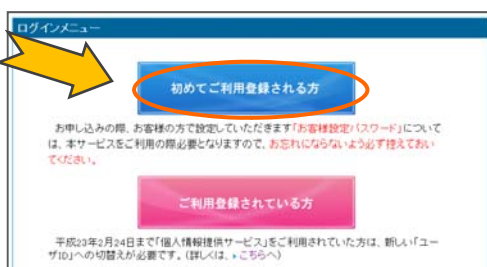 ログインメニュー
初めてご利用登録される方
お申し込みの際、お客様の方で設定していただきます「お客様設定パスワード」について
は、本サービスをご利用の際必要となりますので、お忘れにならないよう必ず控えておい
てください。
ご利用登録されている方
平成23年2月24日まで「個人情報提供サービス」をご利用されていた方は、新しい「ユー
ザID」への切替えが必要です。(詳しくは、こちらへ)